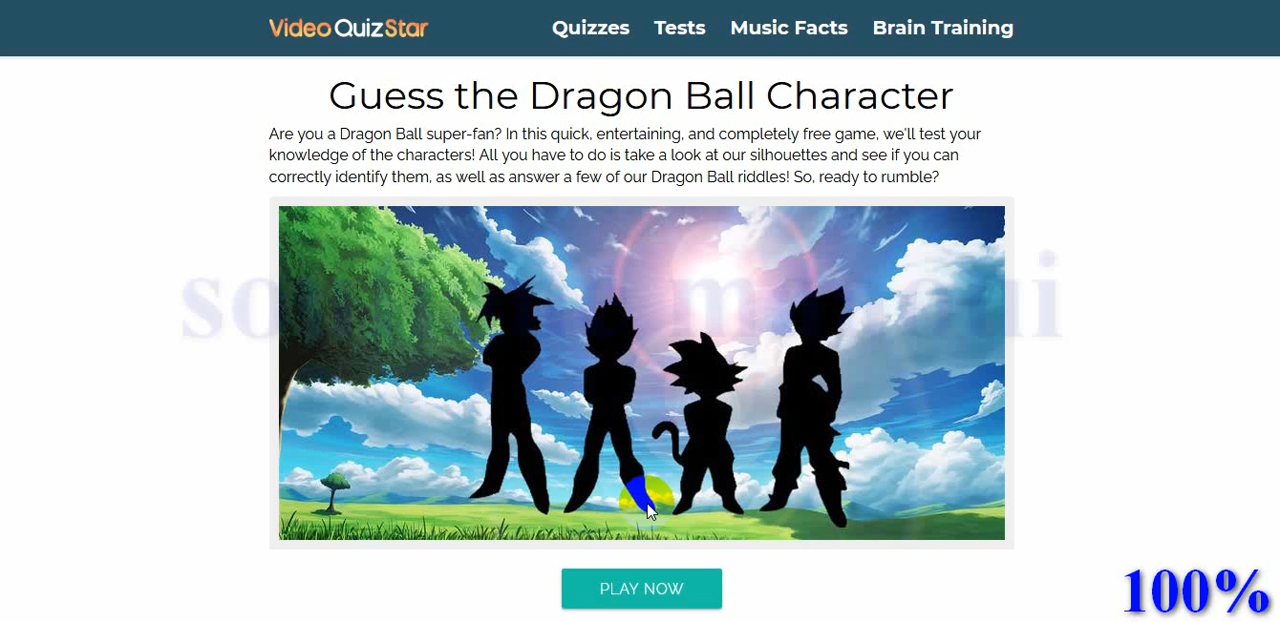 Video Quiz Star
Quizzes Tests Music Facts Brain Training
Guess the Dragon Ball Character
Are you a Dragon Ball super-fan? In this quick, entertaining, and completely free game, we'll test your
knowledge of the characters! All you have to do is take a look at our silhouettes and see if you can
correctly identify them, as well as answer a few of our Dragon Ball riddles! So, ready to rumble?
PLAY NOW
100%